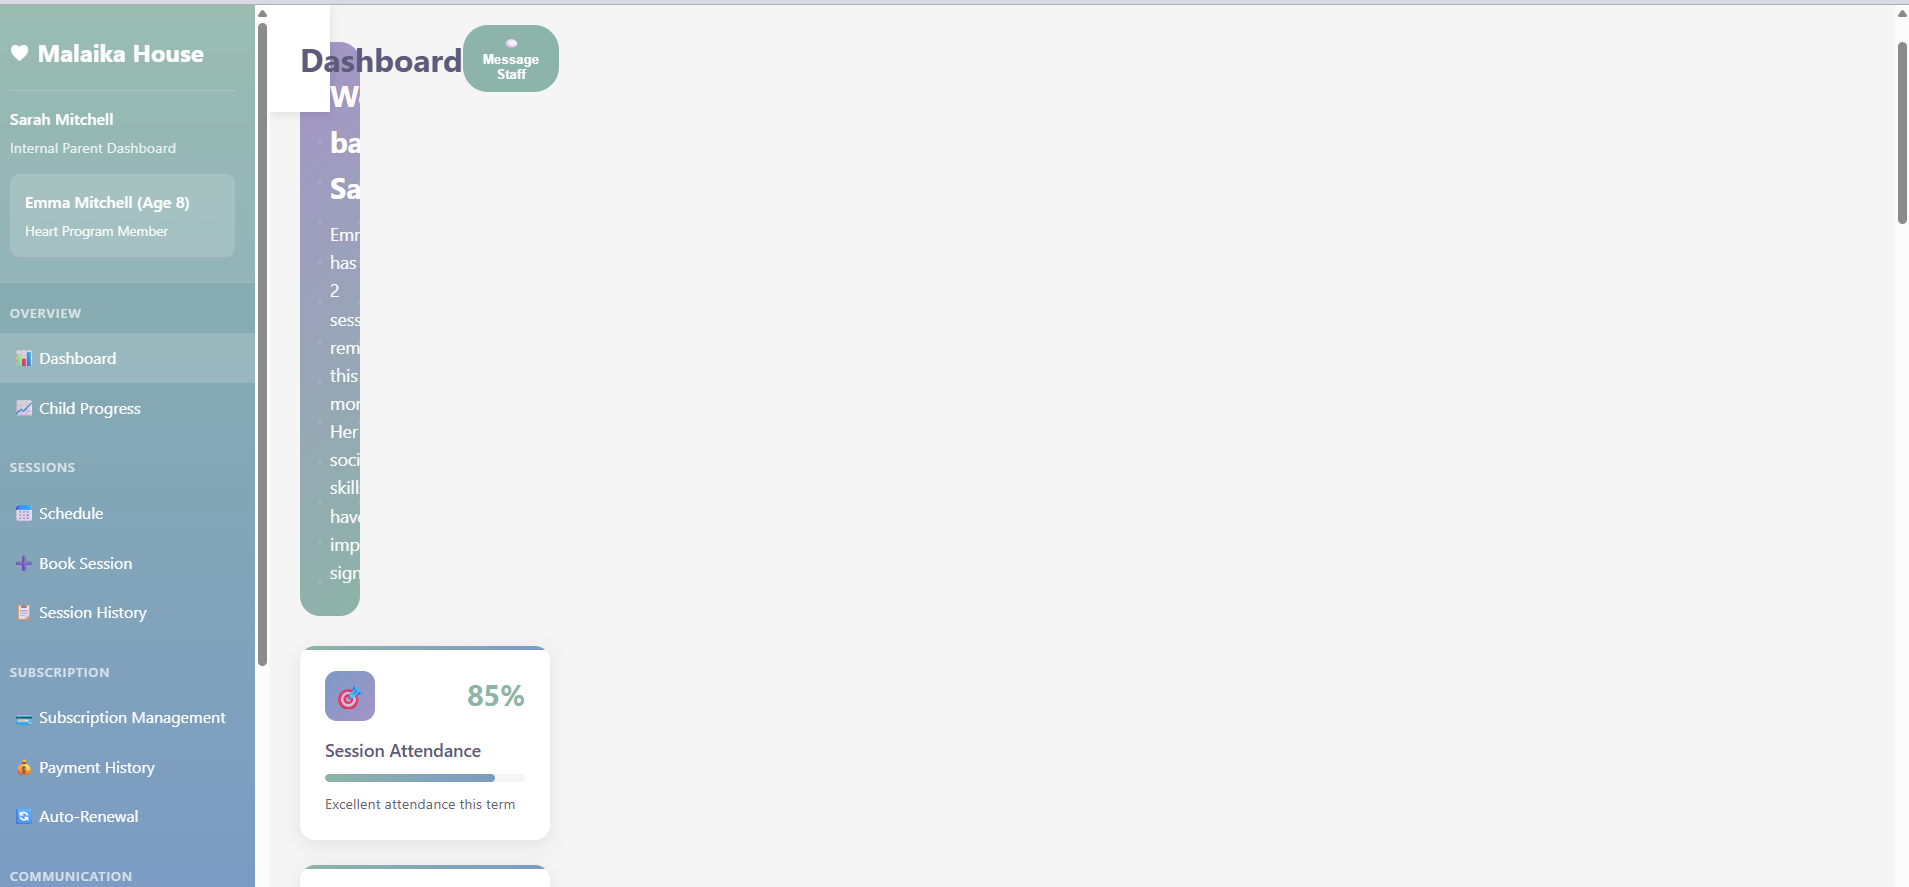 Malaika House
Sarah Mitchell
Internal Parent Dashboard
Emma Mitchell (Age 8)
Heart Program Member
OVERVIEW
Dashboard
Child Progress
SESSIONS
Schedule
Book Session
Session History
SUBSCRIPTION
Subscription Management
Payment History
Auto-Renewal
COMMUNICATION
Dashboard
Message
Staff
ba
Sa
has
2
sess
rem
this
mor
Her
soci
skill
have
imp
sign
85%
Session Attendance
Excellent attendance this term